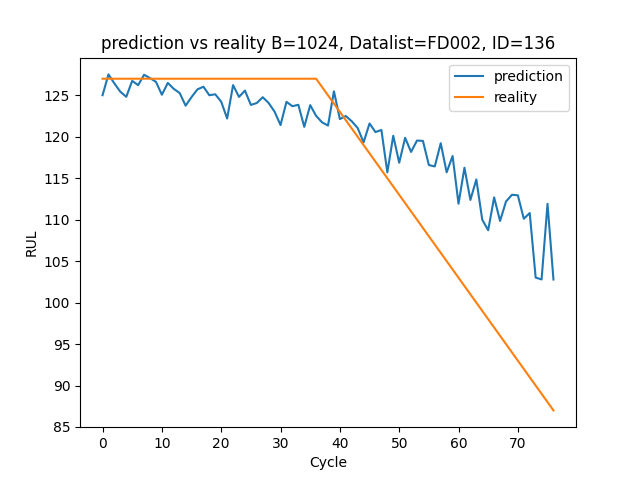 prediction vs reality B=1024, Datalist=FD002, ID=136
prediction
reality
RUL
125
120
115
110
105
100
95
90
85
0 10 20 30 40 50 60 70
Cycle